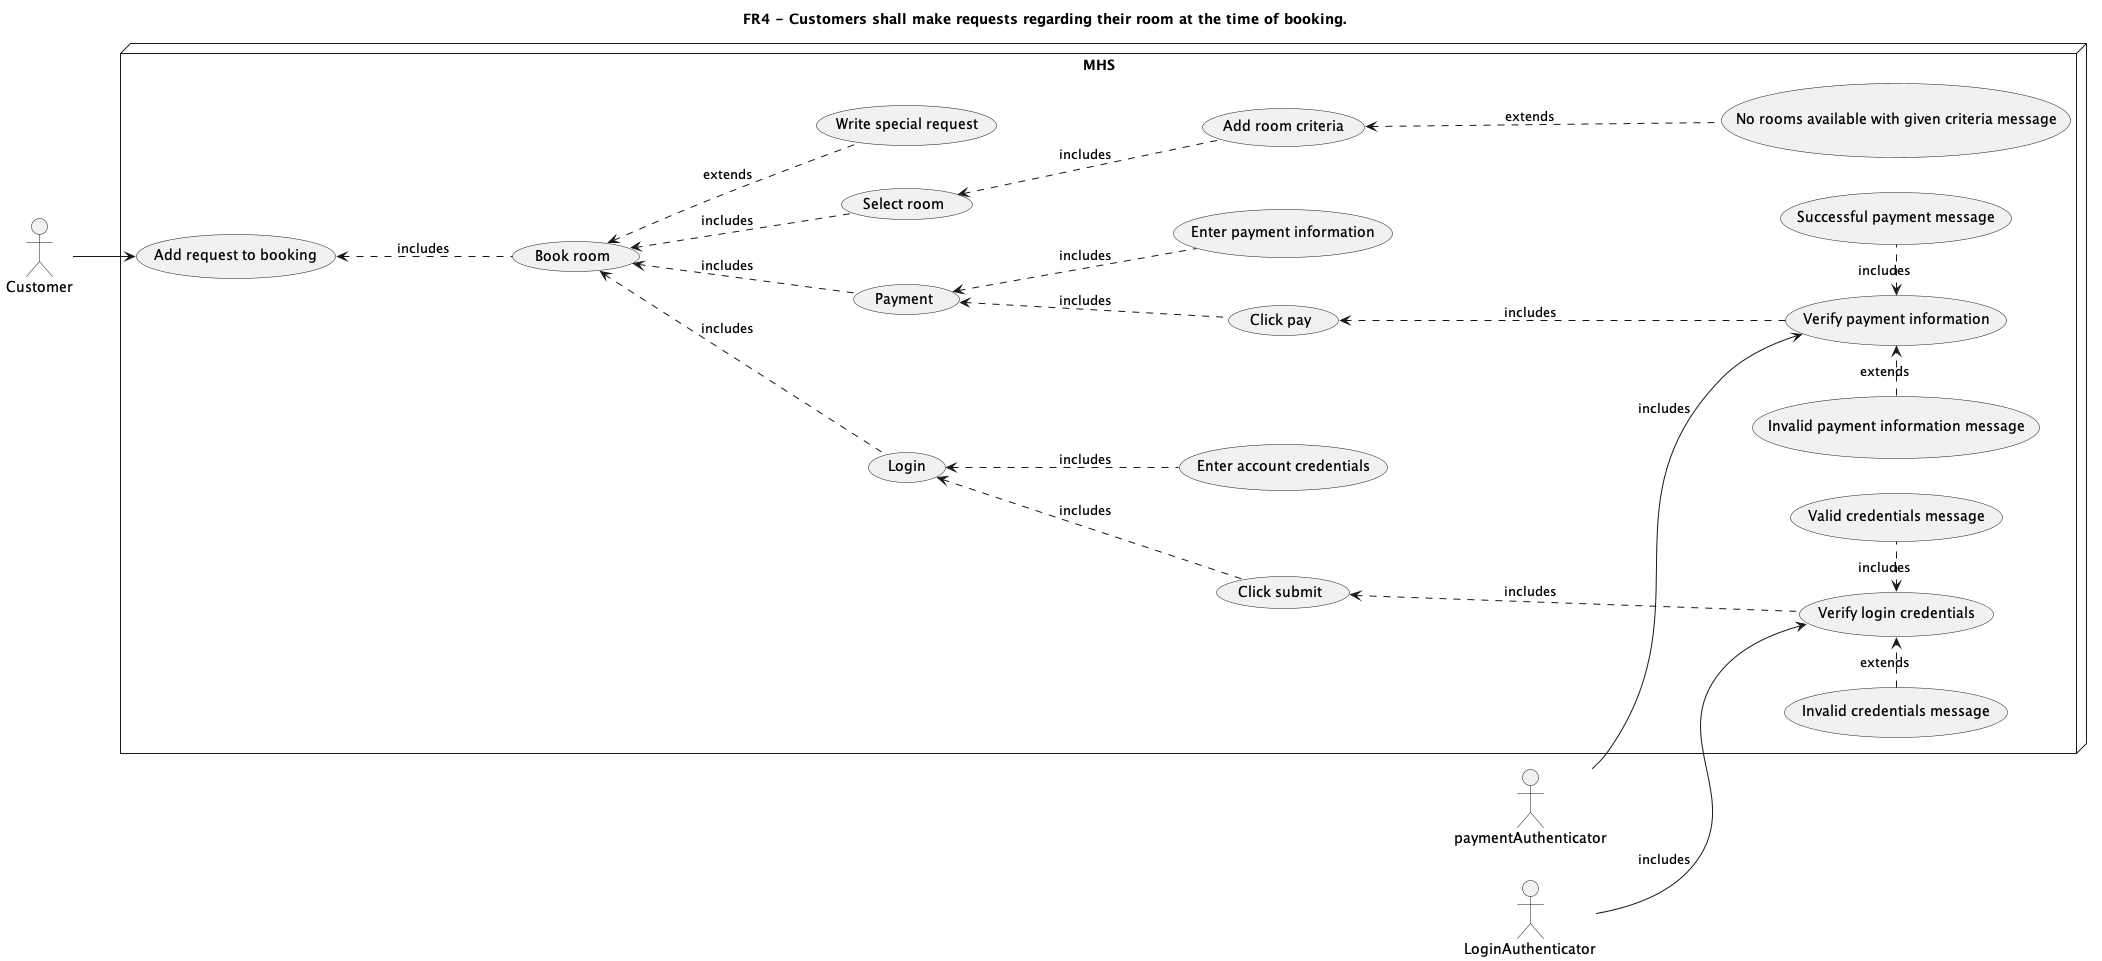 FR4 - Customers shall make requests regarding their room at the time of booking.
MHS
Write special request
Add room criteria
extends
No rooms available with given criteria message
includes
extends
Select room
includes
Successful payment message
Enter payment information
Customer
Add request to booking
includes
Book room
includes
includes
includes
Payment
includes
Click pay
includes
Verify payment information
includes
extends
includes
Invalid payment information message
Login
includes
Enter account credentials
includes
Valid credentials message
includes
Click submit
includes
Verify login credentials
extends
Invalid credentials message
paymentAuthenticator
includes
LoginAuthenticator